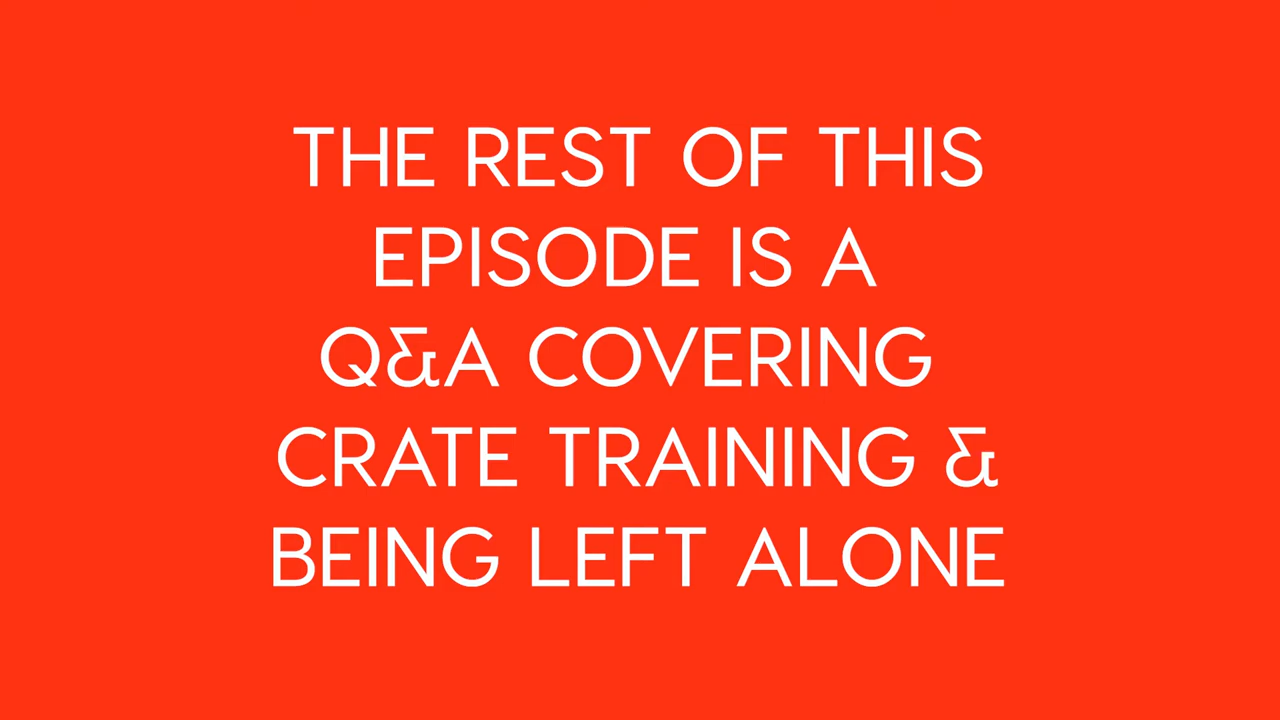 THE REST OF THIS
EPISODE IS A
Q&A COVERING
CRATE TRAINING &
BEING LEFT ALONE